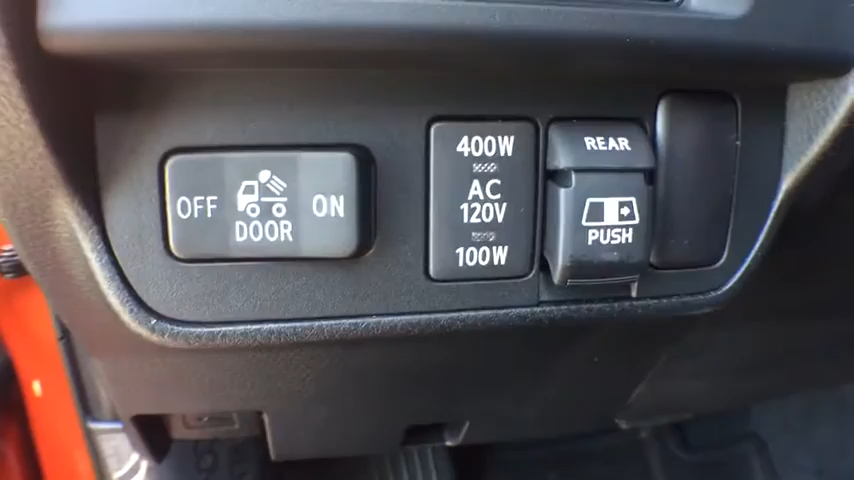 OFF ON
DOOR
400W
AC
120V
100W
REAR
PUSH